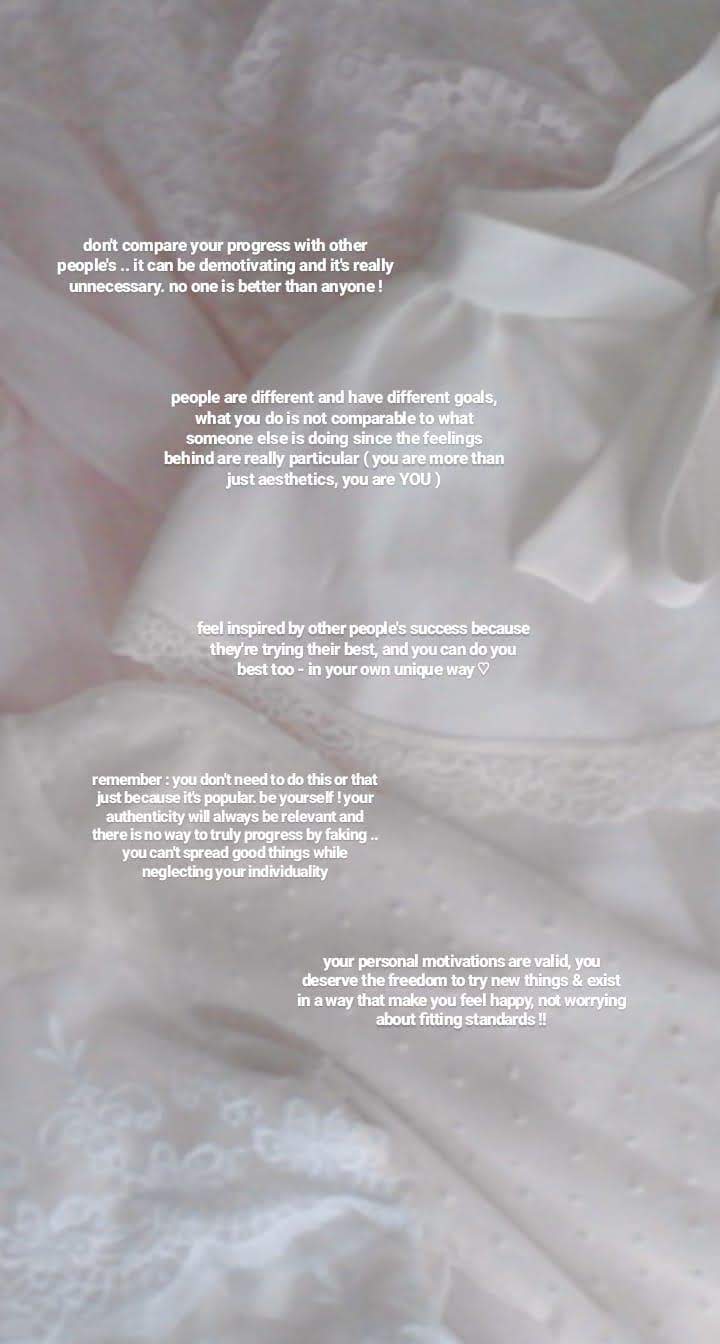 don't compare your progress with other
people's .. it can be demotivating and it's really
unnecessary. no one is better than anyone !
people are different and have different goals,
what you do is not comparable to what
someone else is doing since the feelings
behind are really particular ( you are more than
just aesthetics, you are YOU )
feel inspired by other people's success because
they're trying their best, and you can do you
best too - in your own unique way ♡
remember : you don't need to do this or that
just because it's popular. be yourself ! your
authenticity will always be relevant and
there is no way to truly progress by faking ..
you can't spread good things while
neglecting your individuality
your personal motivations are valid, you
deserve the freedom to try new things & exist
in a way that make you feel happy, not worrying
about fitting standards !!